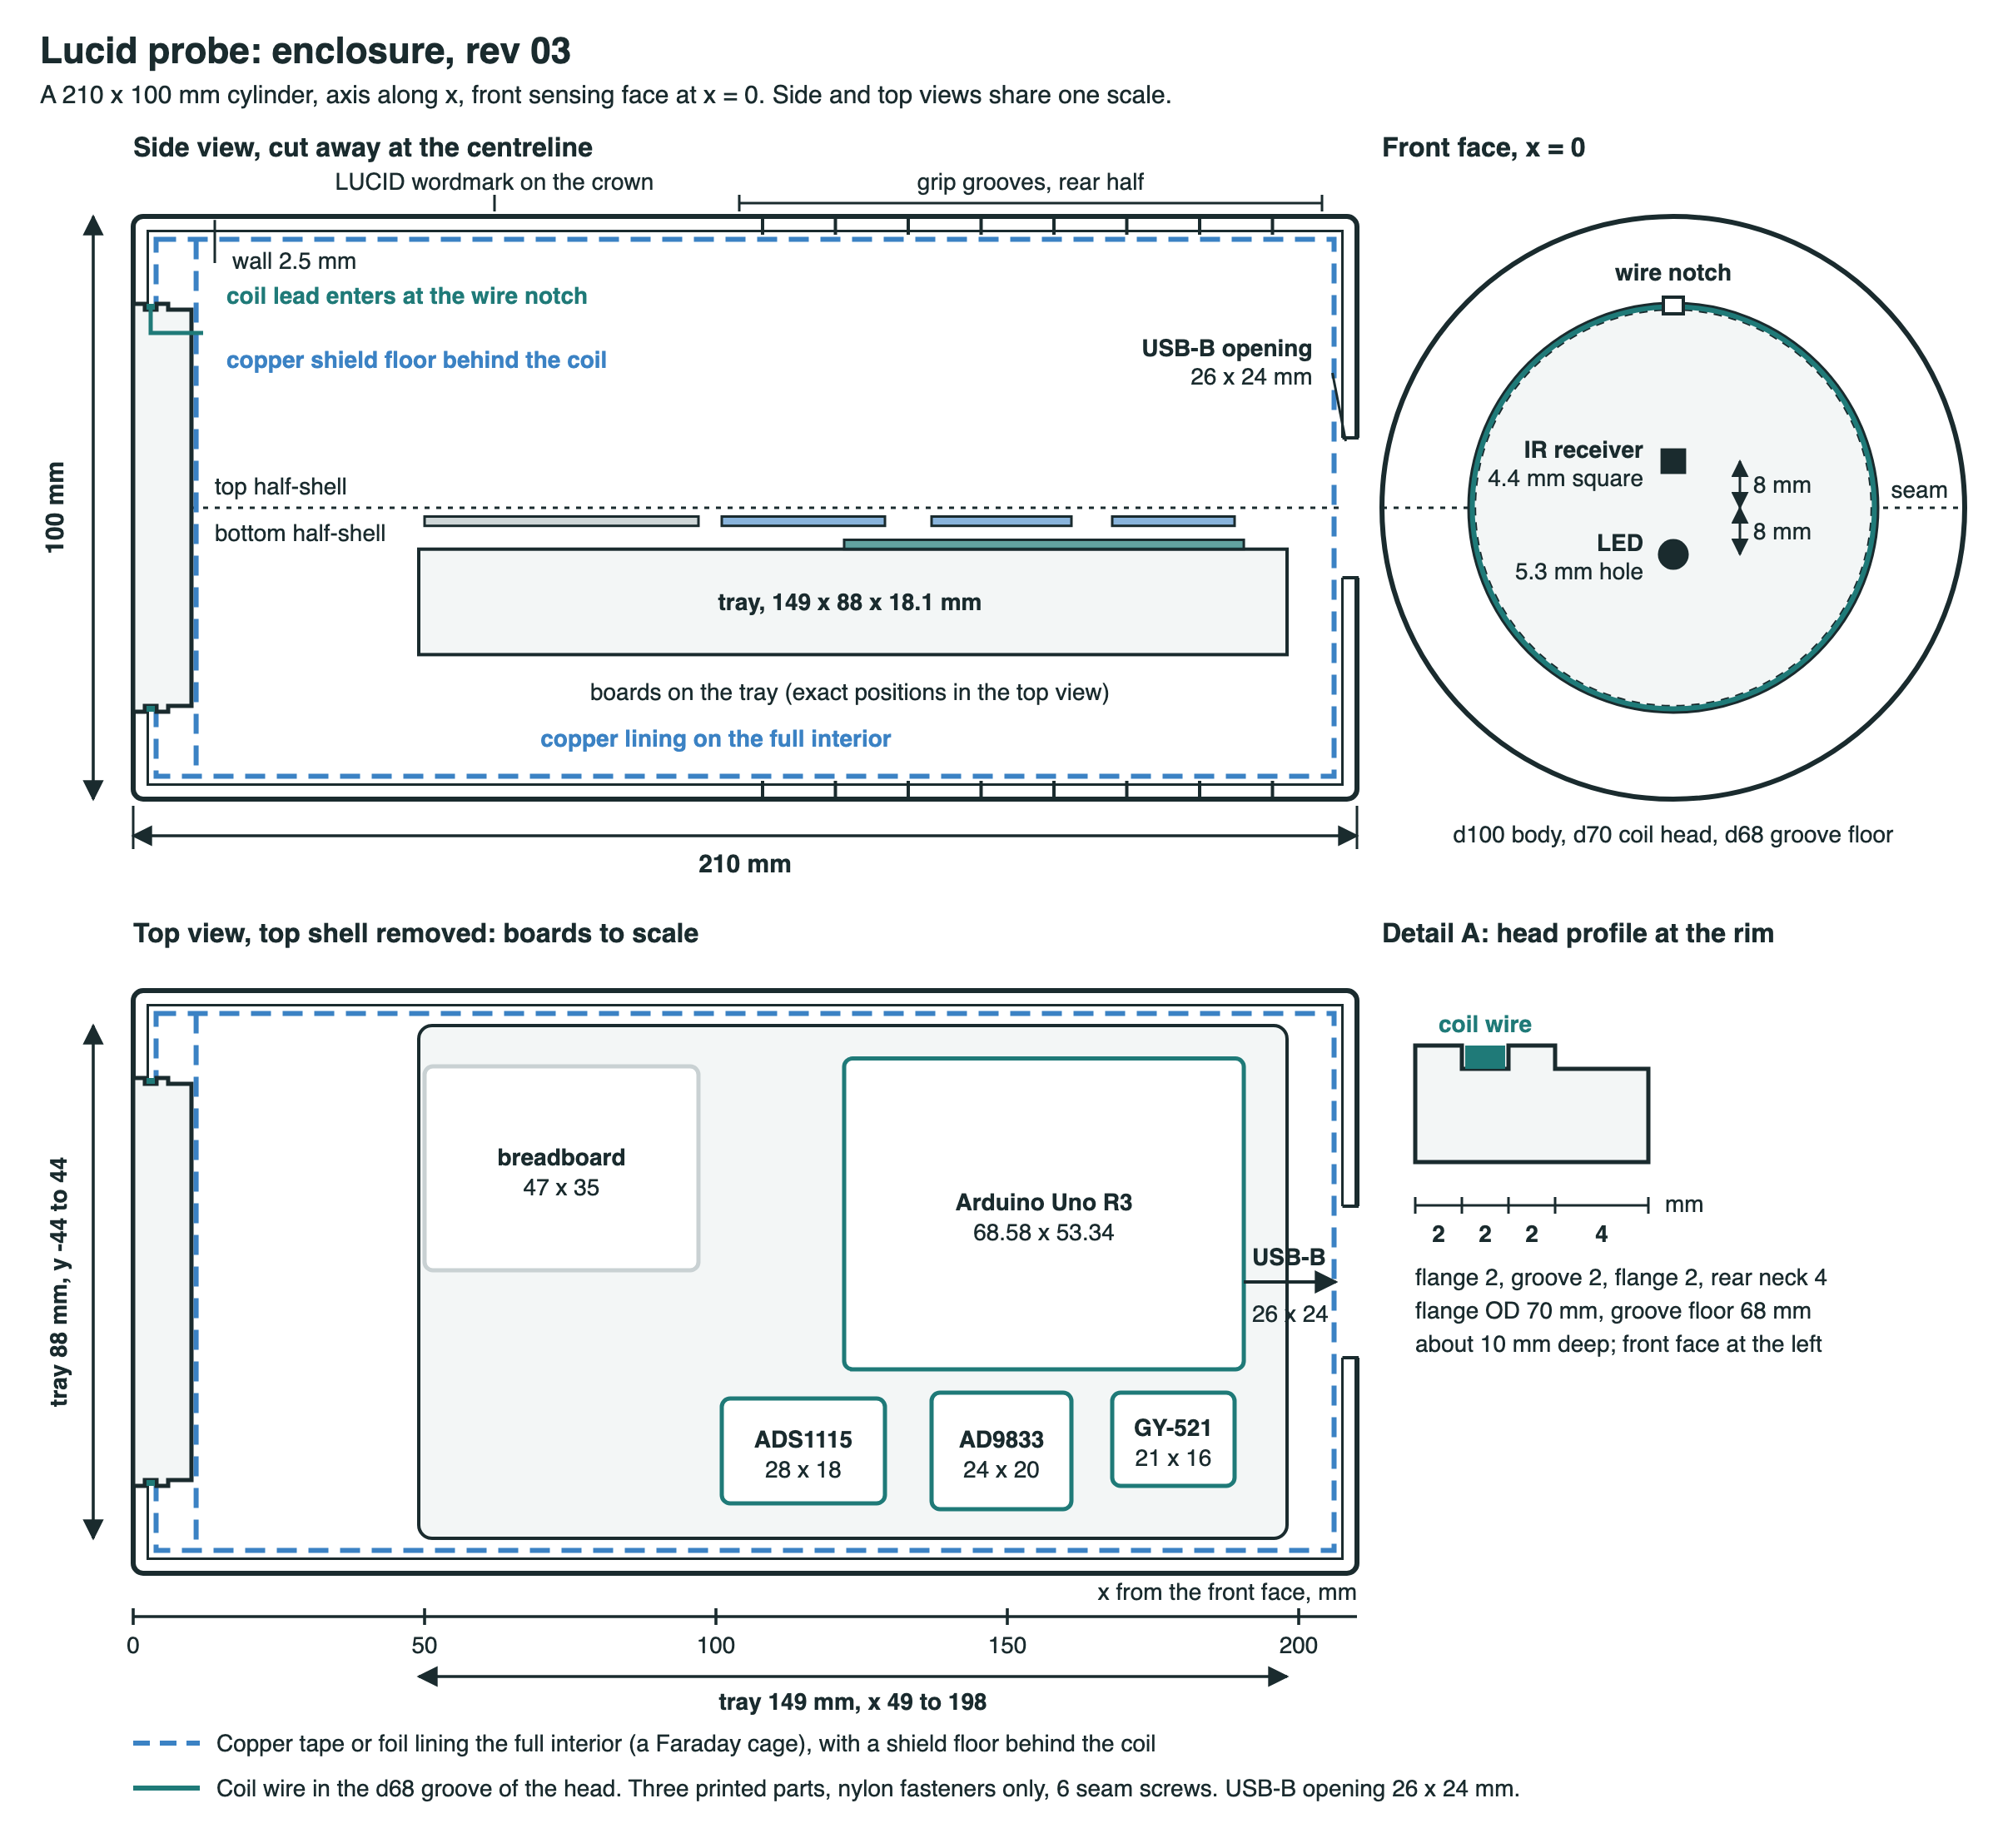 Lucid probe: enclosure, rev 03
A 210 x 100 mm cylinder, axis along x, front sensing face at x = 0. Side and top views share one scale.
Side view, cut away at the centreline
LUCID wordmark on the crown
grip grooves, rear half
wall 2.5 mm
coil lead enters at the wire notch
copper shield floor behind the coil
USB-B opening
26 x 24 mm
100 mm
top half-shell
bottom half-shell
tray, 149 x 88 x 18.1 mm
boards on the tray (exact positions in the top view)
copper lining on the full interior
210 mm
Front face, x = 0
wire notch
IR receiver
4.4 mm square
8 mm
seam
8 mm
LED
5.3 mm hole
d100 body, d70 coil head, d68 groove floor
Top view, top shell removed: boards to scale
tray 88 mm, y -44 to 44
breadboard
47 x 35
Arduino Uno R3
68.58 x 53.34
USB-B
26 x 24
ADS1115
28 x 18
AD9833
24 x 20
GY-521
21 x 16
x from the front face, mm
0 50 100 150 200
tray 149 mm, x 49 to 198
Detail A: head profile at the rim
coil wire
mm
2 2 2 4
flange 2, groove 2, flange 2, rear neck 4
flange OD 70 mm, groove floor 68 mm
about 10 mm deep; front face at the left
Copper tape or foil lining the full interior (a Faraday cage), with a shield floor behind the coil
Coil wire in the d68 groove of the head. Three printed parts, nylon fasteners only, 6 seam screws. USB-B opening 26 x 24 mm.